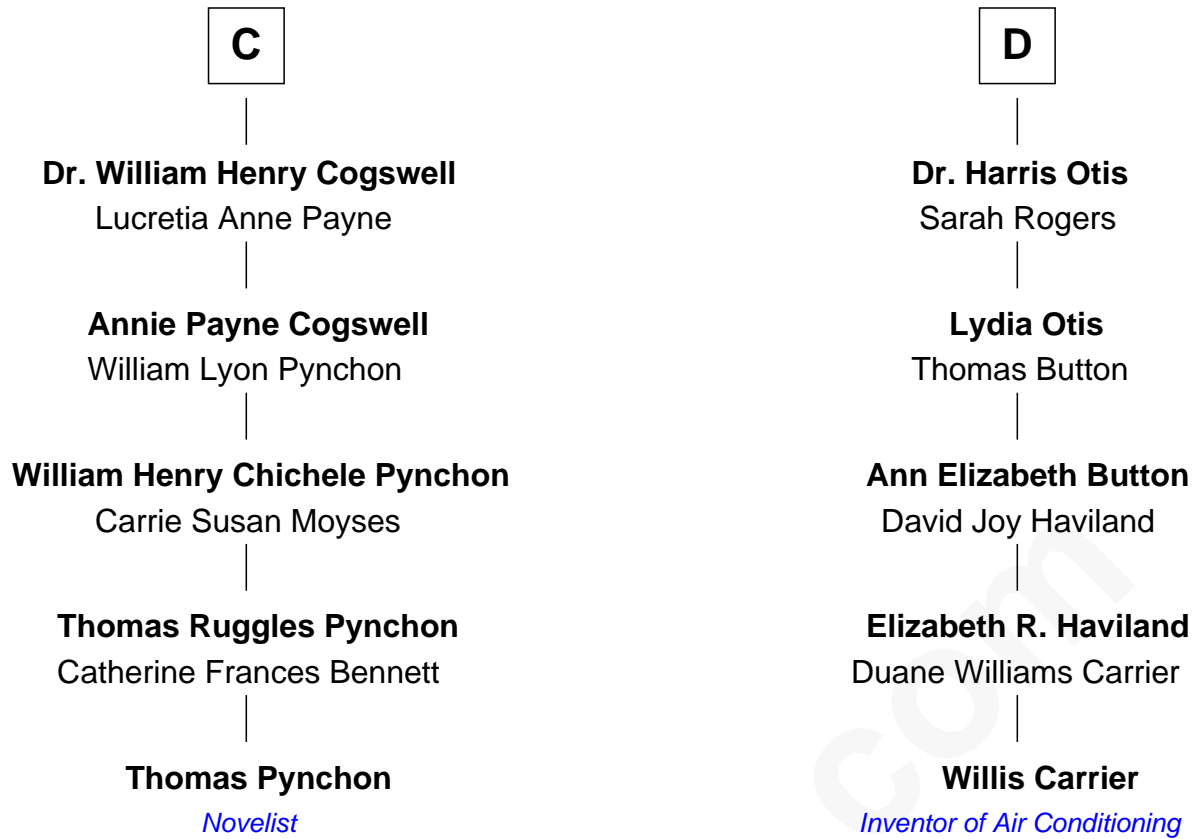 C
Dr. William Henry Cogswell
Lucretia Anne Payne
Annie Payne Cogswell
William Lyon Pynchon
William Henry Chichele Pynchon
Carrie Susan Moyses
Thomas Ruggles Pynchon
Catherine Frances Bennett
Thomas Pynchon
Novelist
D
Dr. Harris Otis
Sarah Rogers
Lydia Otis
Thomas Button
Ann Elizabeth Button
David Joy Haviland
Elizabeth R. Haviland
Duane Williams Carrier
Willis Carrier
Inventor of Air Conditioning
com